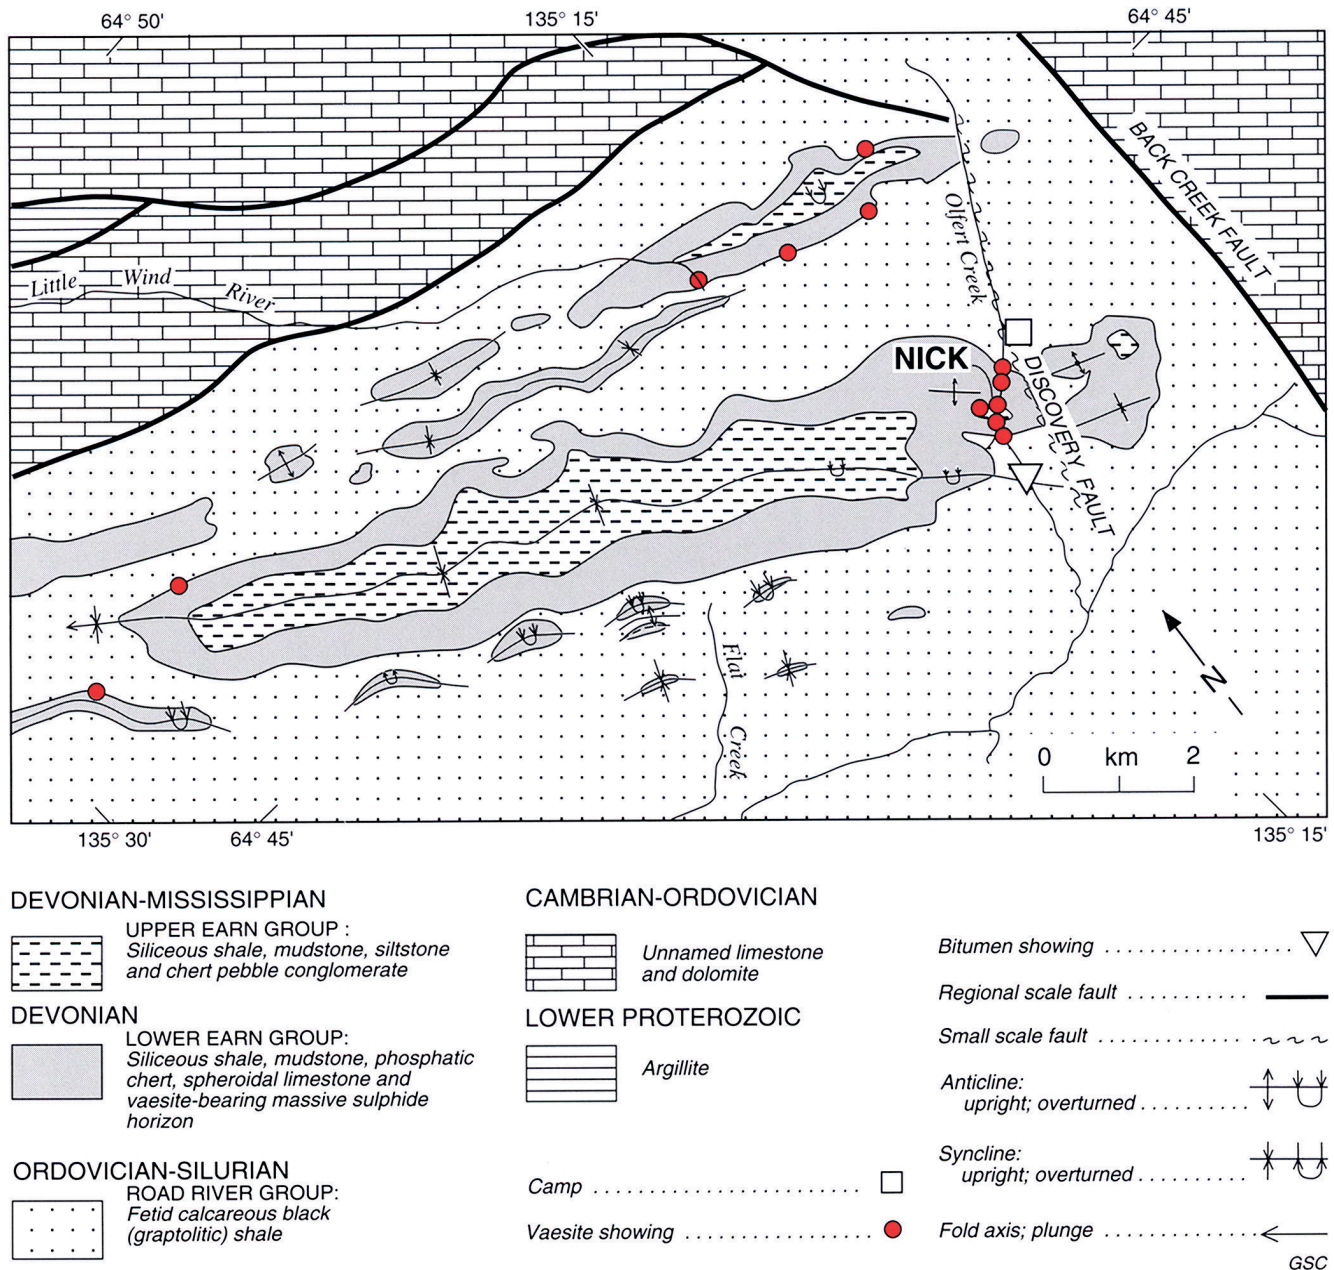 64° 50'
135° 15'
64° 45'
BACK CREEK FAULT
Olfert Creek
Little Wind River
NICK
DISCOVERY FAULT
Flat Creek
N
0 km 2
135° 30'
64° 45'
135° 15'
DEVONIAN-MISSISSIPPIAN
UPPER EARN GROUP :
Siliceous shale, mudstone, siltstone
and chert pebble conglomerate
DEVONIAN
LOWER EARN GROUP:
Siliceous shale, mudstone, phosphatic
chert, spheroidal limestone and
vaesite-bearing massive sulphide
horizon
ORDOVICIAN-SILURIAN
ROAD RIVER GROUP:
Fetid calcareous black
(graptolitic) shale
CAMBRIAN-ORDOVICIAN
Unnamed limestone
and dolomite
LOWER PROTEROZOIC
Argillite
Camp
Vaesite showing
Bitumen showing
Regional scale fault
Small scale fault
Anticline:
upright; overturned
Syncline:
upright; overturned
Fold axis; plunge
GSC